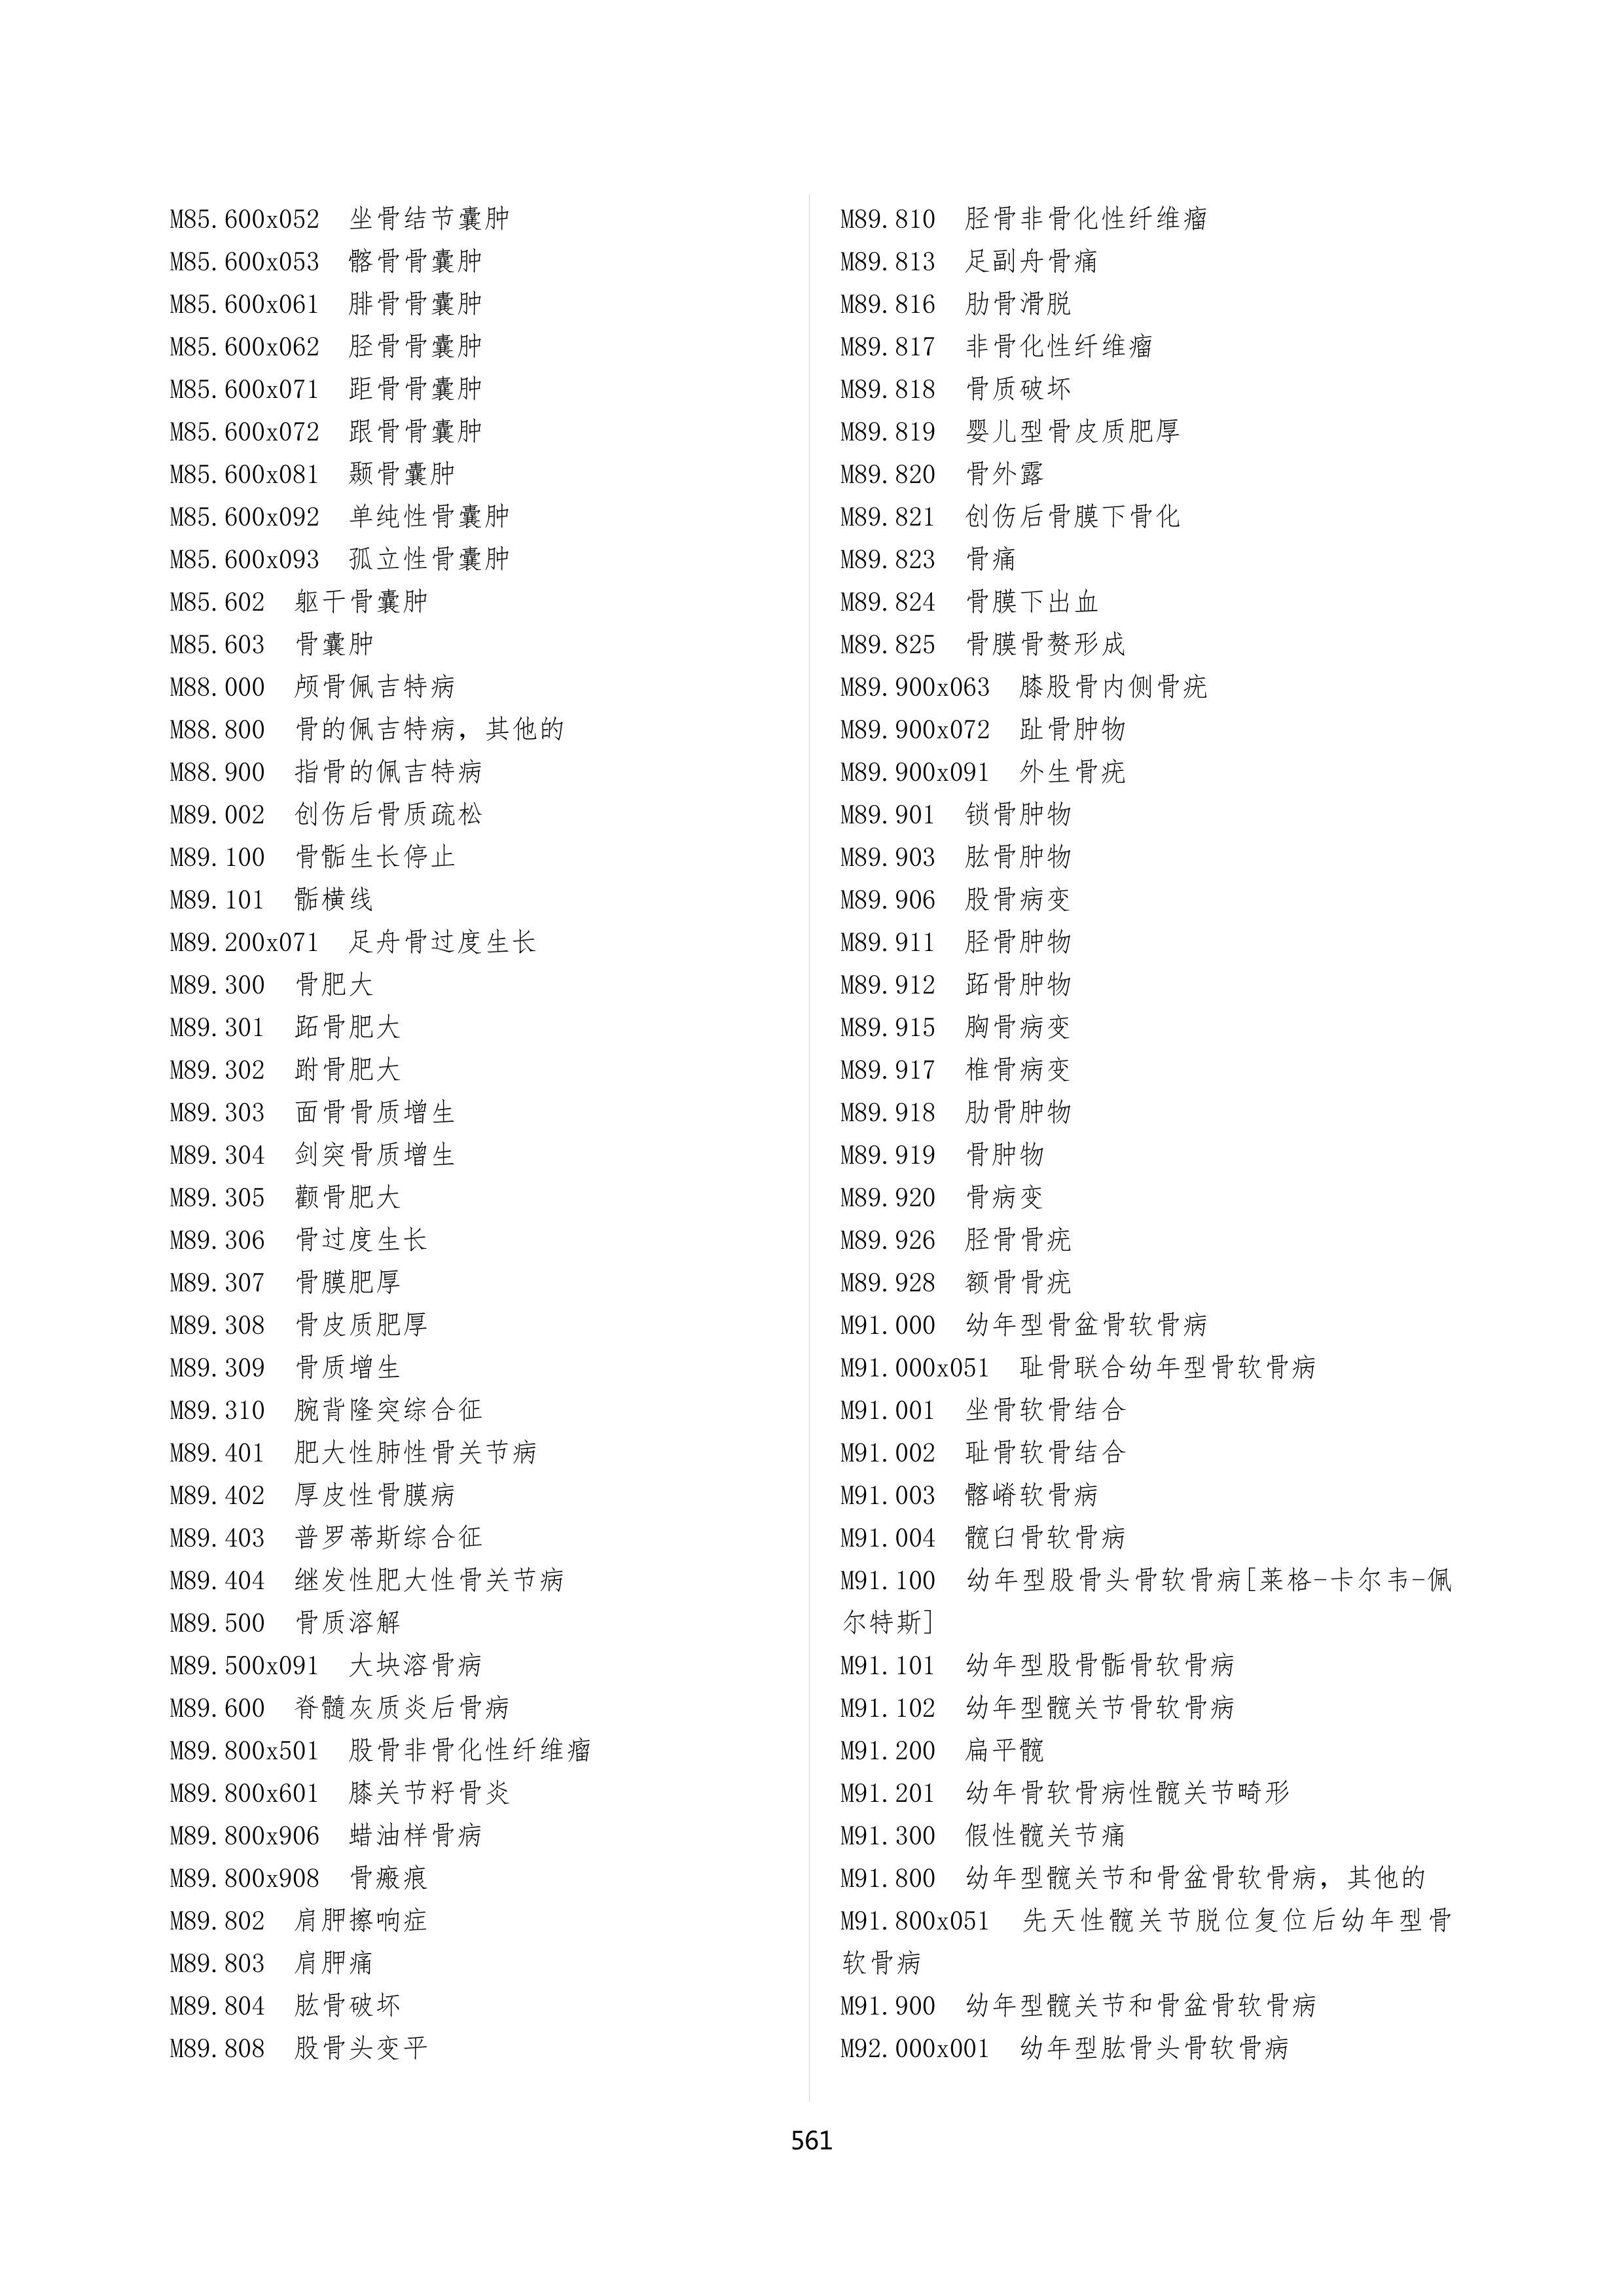 M85.600x052 坐骨结节囊肿
M85.600x053 髂骨骨囊肿
M85.600x061 腓骨骨囊肿
M85.600x062 胫骨骨囊肿
M85.600x071 距骨骨囊肿
M85.600x072 跟骨骨囊肿
M85.600x081 颞骨囊肿
M85.600x092 单纯性骨囊肿
M85.600x093 孤立性骨囊肿
M85.602 躯干骨囊肿
M85.603 骨囊肿
M88.000 颅骨佩吉特病
M88.800 骨的佩吉特病，其他的
M88.900 指骨的佩吉特病
M89.002 创伤后骨质疏松
M89.100 骨骺生长停止
M89.101 骺横线
M89.200x071 足舟骨过度生长
M89.300 骨肥大
M89.301 跖骨肥大
M89.302 跗骨肥大
M89.303 面骨骨质增生
M89.304 剑突骨质增生
M89.305 颧骨肥大
M89.306 骨过度生长
M89.307 骨膜肥厚
M89.308 骨皮质肥厚
M89.309 骨质增生
M89.310 腕背隆突综合征
M89.401 肥大性肺性骨关节病
M89.402 厚皮性骨膜病
M89.403 普罗蒂斯综合征
M89.404 继发性肥大性骨关节病
M89.500 骨质溶解
M89.500x091 大块溶骨病
M89.600 脊髓灰质炎后骨病
M89.800x501 股骨非骨化性纤维瘤
M89.800x601 膝关节籽骨炎
M89.800x906 蜡油样骨病
M89.800x908 骨瘢痕
M89.802 肩胛擦响症
M89.803 肩胛痛
M89.804 肱骨破坏
M89.808 股骨头变平
M89.810 胫骨非骨化性纤维瘤
M89.813 足副舟骨痛
M89.816 肋骨滑脱
M89.817 非骨化性纤维瘤
M89.818 骨质破坏
M89.819 婴儿型骨皮质肥厚
M89.820 骨外露
M89.821 创伤后骨膜下骨化
M89.823 骨痛
M89.824 骨膜下出血
M89.825 骨膜骨赘形成
M89.900x063 膝股骨内侧骨疣
M89.900x072 趾骨肿物
M89.900x091 外生骨疣
M89.901 锁骨肿物
M89.903 肱骨肿物
M89.906 股骨病变
M89.911 胫骨肿物
M89.912 跖骨肿物
M89.915 胸骨病变
M89.917 椎骨病变
M89.918 肋骨肿物
M89.919 骨肿物
M89.920 骨病变
M89.926 胫骨骨疣
M89.928 额骨骨疣
M91.000 幼年型骨盆骨软骨病
M91.000x051 耻骨联合幼年型骨软骨病
M91.001 坐骨软骨结合
M91.002 耻骨软骨结合
M91.003 髂嵴软骨病
M91.004 髋臼骨软骨病
M91.100 幼年型股骨头骨软骨病[莱格-卡尔韦-佩
尔特斯]
M91.101 幼年型股骨骺骨软骨病
M91.102 幼年型髋关节骨软骨病
M91.200 扁平髋
M91.201 幼年骨软骨病性髋关节畸形
M91.300 假性髋关节痛
M91.800 幼年型髋关节和骨盆骨软骨病，其他的
M91.800x051 先天性髋关节脱位复位后幼年型骨
软骨病
M91.900 幼年型髋关节和骨盆骨软骨病
M92.000x001 幼年型肱骨头骨软骨病
561